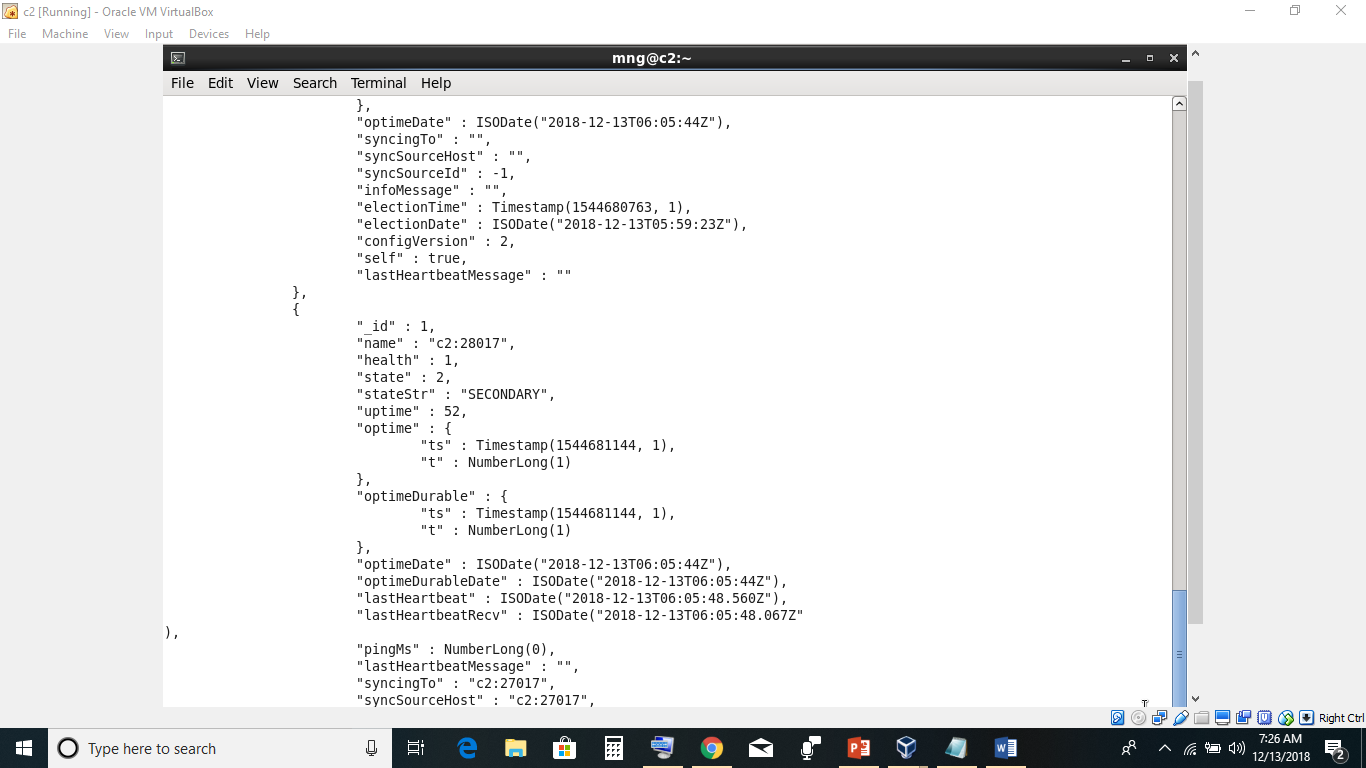 c2 [Running] - Oracle VM VirtualBox
File Machine View Input Devices Help
mng@c2:~
File Edit View Search Terminal Help
},
"optimeDate" : ISODate("2018-12-13T06:05:44Z"),
"syncingTo" : "",
"syncSourceHost" : "",
"syncSourceId" : -1,
"infoMessage" : "",
"electionTime" : Timestamp(1544680763, 1),
"electionDate" : ISODate("2018-12-13T05:59:23Z"),
"configVersion" : 2,
"self" : true,
"lastHeartbeatMessage" : ""
},
{
"_id" : 1,
"name" : "c2:28017",
"health" : 1,
"state" : 2,
"stateStr" : "SECONDARY",
"uptime" : 52,
"optime" : {
"ts" : Timestamp(1544681144, 1),
"t" : NumberLong(1)
},
"optimeDurable" : {
"ts" : Timestamp(1544681144, 1),
"t" : NumberLong(1)
},
"optimeDate" : ISODate("2018-12-13T06:05:44Z"),
"optimeDurableDate" : ISODate("2018-12-13T06:05:44Z"),
"lastHeartbeat" : ISODate("2018-12-13T06:05:48.560Z"),
"lastHeartbeatRecv" : ISODate("2018-12-13T06:05:48.067Z"
),
"pingMs" : NumberLong(0),
"lastHeartbeatMessage" : "",
"syncingTo" : "c2:27017",
"syncSourceHost" : "c2:27017",
Right Ctrl
Type here to search
7:26 AM
12/13/2018
2